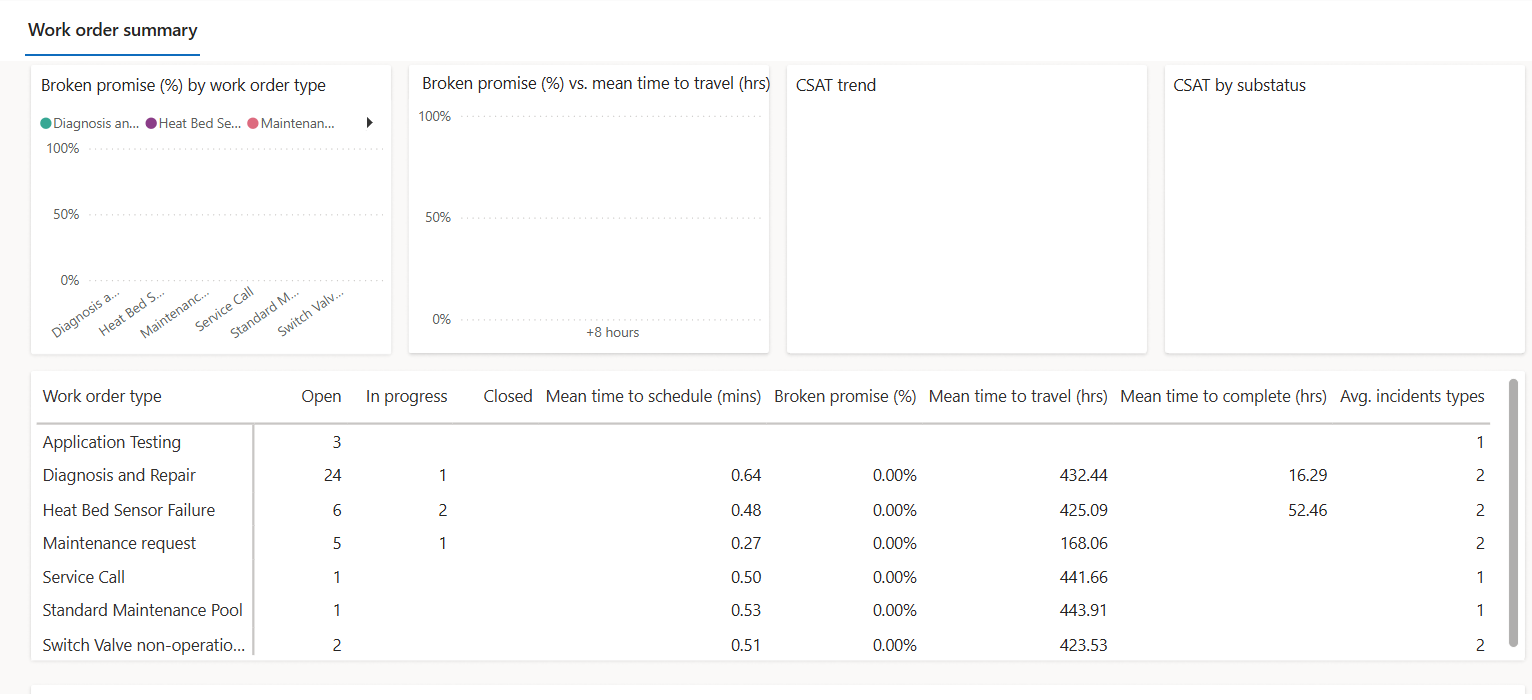 Work order summary
Broken promise (%) by work order type
Diagnosis an... Heat Bed Se... Maintenan...
100%
50%
0%
Diagnosis a... Heat Bed S... Maintenanc... Service Call Standard M... Switch Valv...
Broken promise (%) vs. mean time to travel (hrs)
100%
50%
0%
+8 hours
CSAT trend
CSAT by substatus
Work order type Open In progress Closed Mean time to schedule (mins) Broken promise (%) Mean time to travel (hrs) Mean time to complete (hrs) Avg. incidents types
Application Testing 3 1
Diagnosis and Repair 24 1 0.64 0.00% 432.44 16.29 2
Heat Bed Sensor Failure 6 2 0.48 0.00% 425.09 52.46 2
Maintenance request 5 1 0.27 0.00% 168.06 2
Service Call 1 0.50 0.00% 441.66 1
Standard Maintenance Pool 1 0.53 0.00% 443.91 1
Switch Valve non-operatio... 2 0.51 0.00% 423.53 2